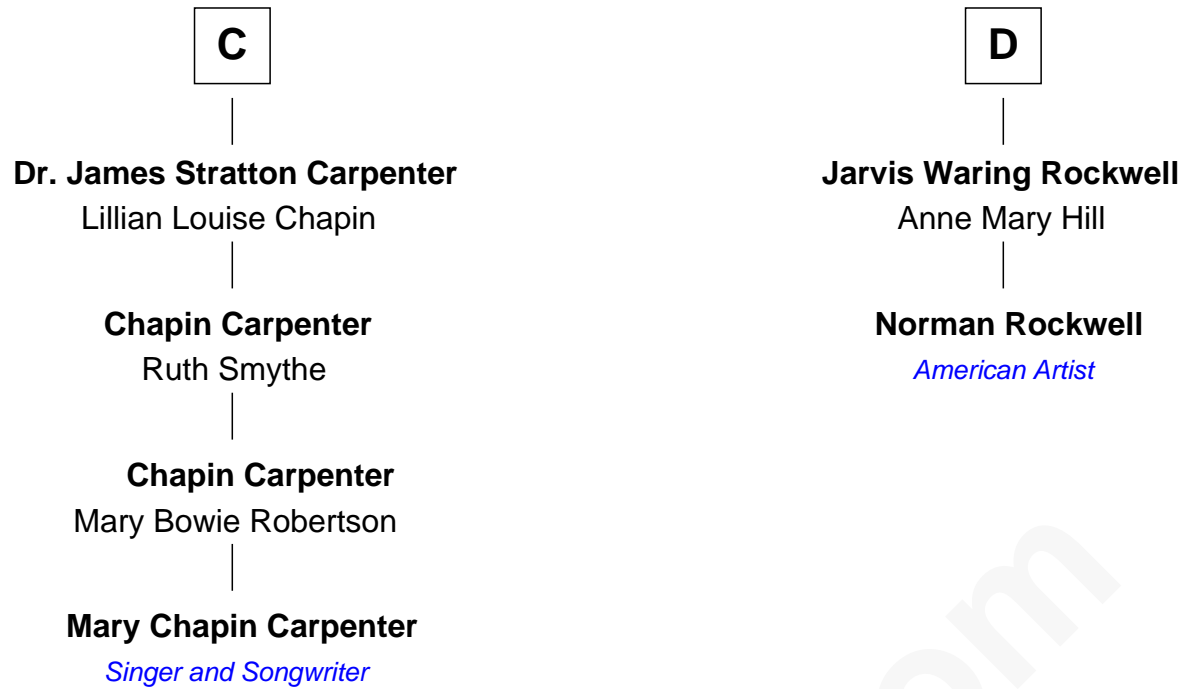 C
Dr. James Stratton Carpenter
Lillian Louise Chapin
Chapin Carpenter
Ruth Smythe
Chapin Carpenter
Mary Bowie Robertson
Mary Chapin Carpenter
Singer and Songwriter
D
Jarvis Waring Rockwell
Anne Mary Hill
Norman Rockwell
American Artist
om